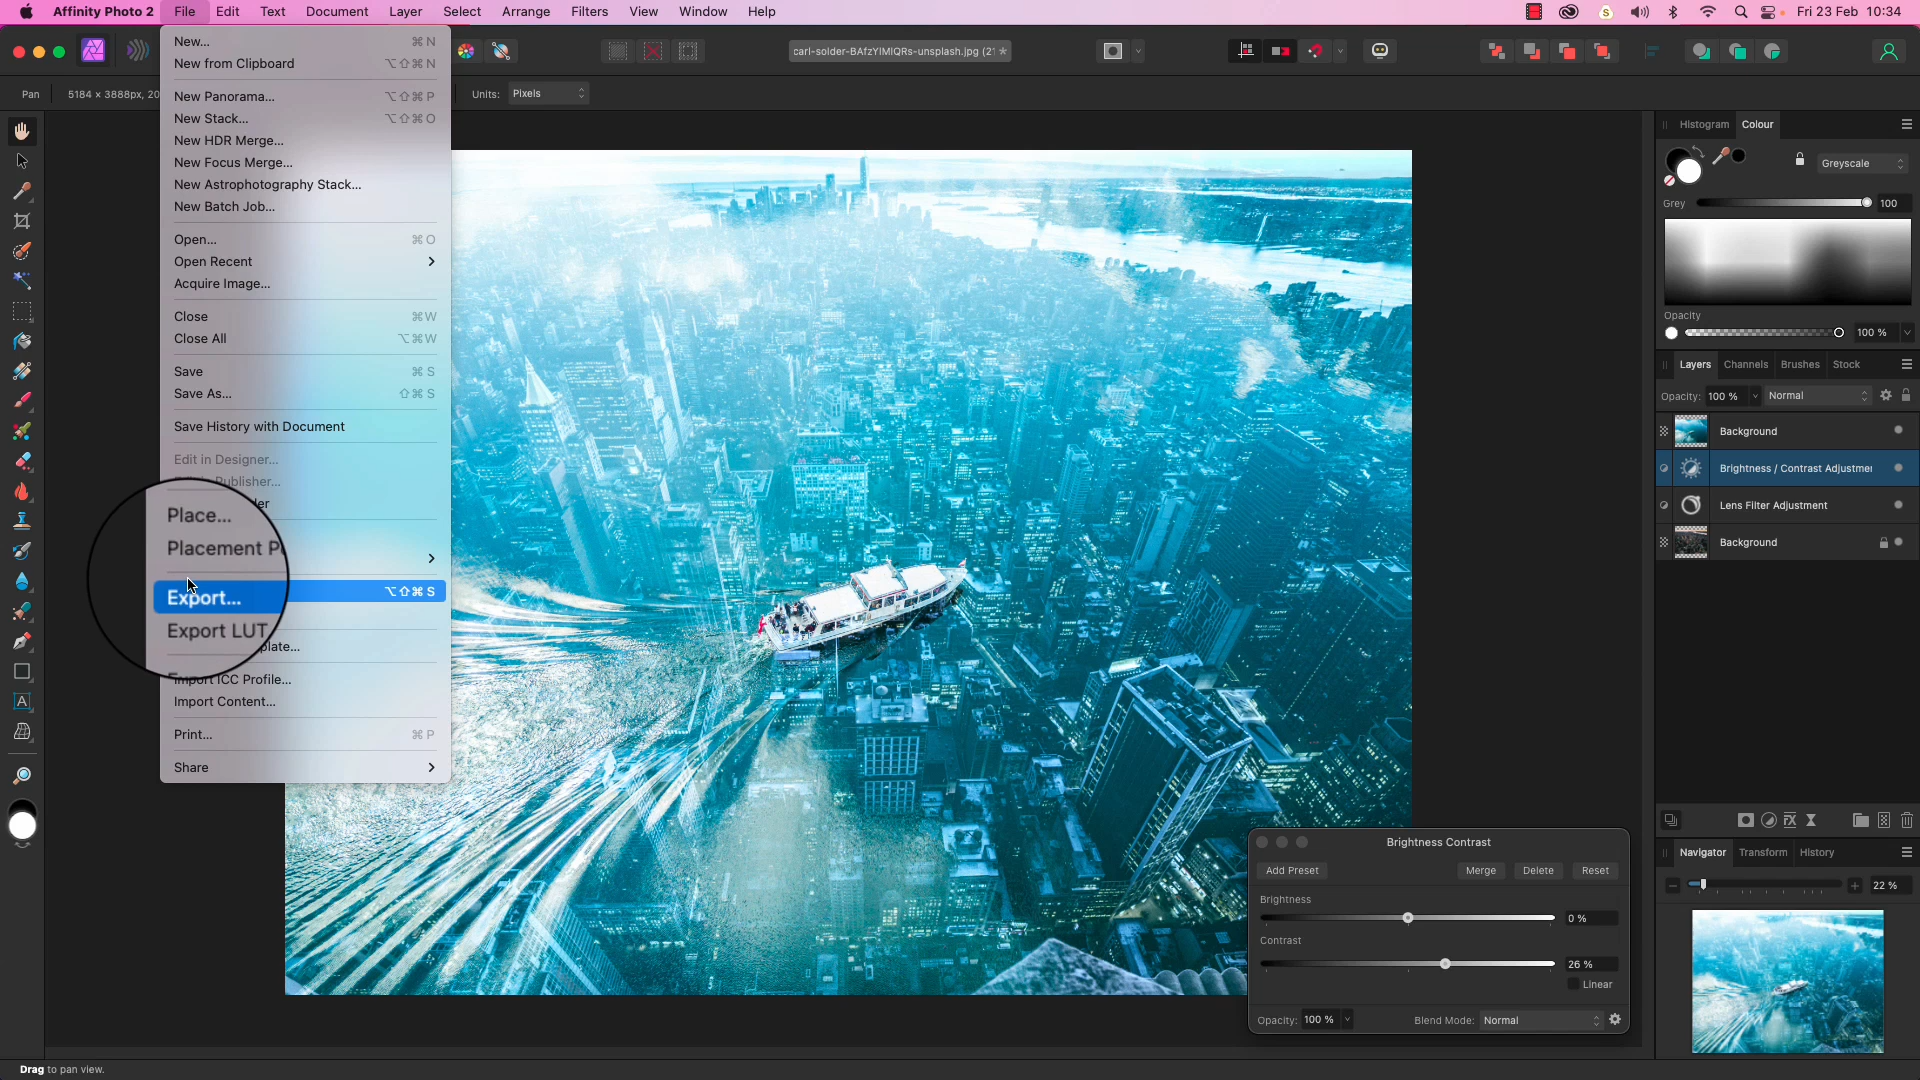 Affinity Photo 2 File Edit Text Document Layer Select Arrange Filters View Window Help
Fri 23 Feb 10:34
carl-solder-BAfzYlMlQRs-unsplash.jpg (2
Pan 5184 × 3888px, 20
Units: Pixels
New... ⌘ N
New from Clipboard ⌥⇧⌘ N
New Panorama... ⌥⇧⌘ P
New Stack... ⌥⇧⌘ O
New HDR Merge...
New Focus Merge...
New Astrophotography Stack...
New Batch Job...
Open... ⌘ O
Open Recent
Acquire Image...
Close ⌘W
Close All ⌥⌘W
Save ⌘ S
Save As... ⇧⌘ S
Save History with Document
Edit in Designer...
Publisher...
der
Place...
Placement P
Export... ⌥⇧⌘ S
Export LUT
plate...
Import ICC Profile...
Import Content...
Print... ⌘ P
Share
Histogram Colour
Greyscale
Grey 100
Opacity
100 %
Layers Channels Brushes Stock
Opacity: 100 % Normal
Background
Brightness / Contrast Adjustmen
Lens Filter Adjustment
Background
Navigator Transform History
22 %
Brightness Contrast
Add Preset Merge Delete Reset
Brightness
0 %
Contrast
26 %
Linear
Opacity: 100 % Blend Mode: Normal
Drag to pan view.